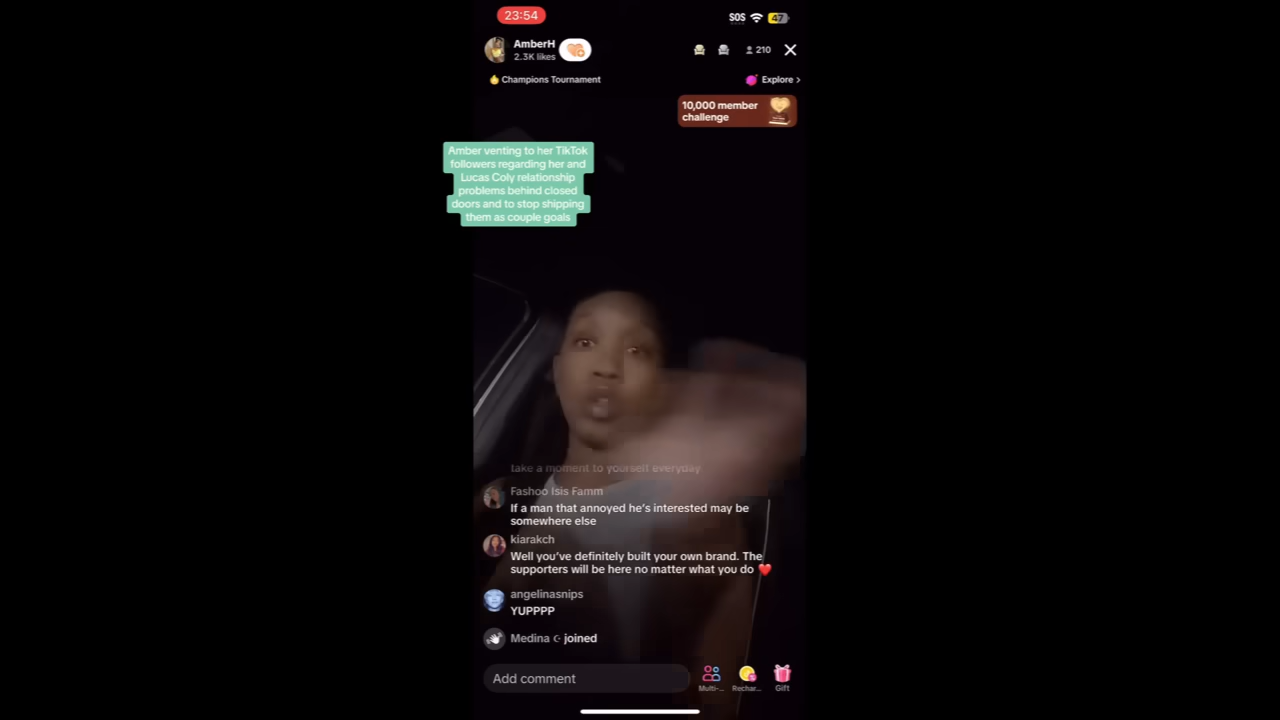 23:54
SOS
47
AmberH
2.3K likes
210
Champions Tournament
Explore >
10,000 member
challenge
Amber venting to her TikTok
followers regarding her and
Lucas Coly relationship
problems behind closed
doors and to stop shipping
them as couple goals
take a moment to yourself everyday
Fashoo Isis Famm
If a man that annoyed he's interested may be
somewhere else
kiarakch
Well you've definitely built your own brand. The
supporters will be here no matter what you do ❤️
angelinasnips
YUPPPP
Medina ☪ joined
Add comment
Multi-...
Rechar...
Gift